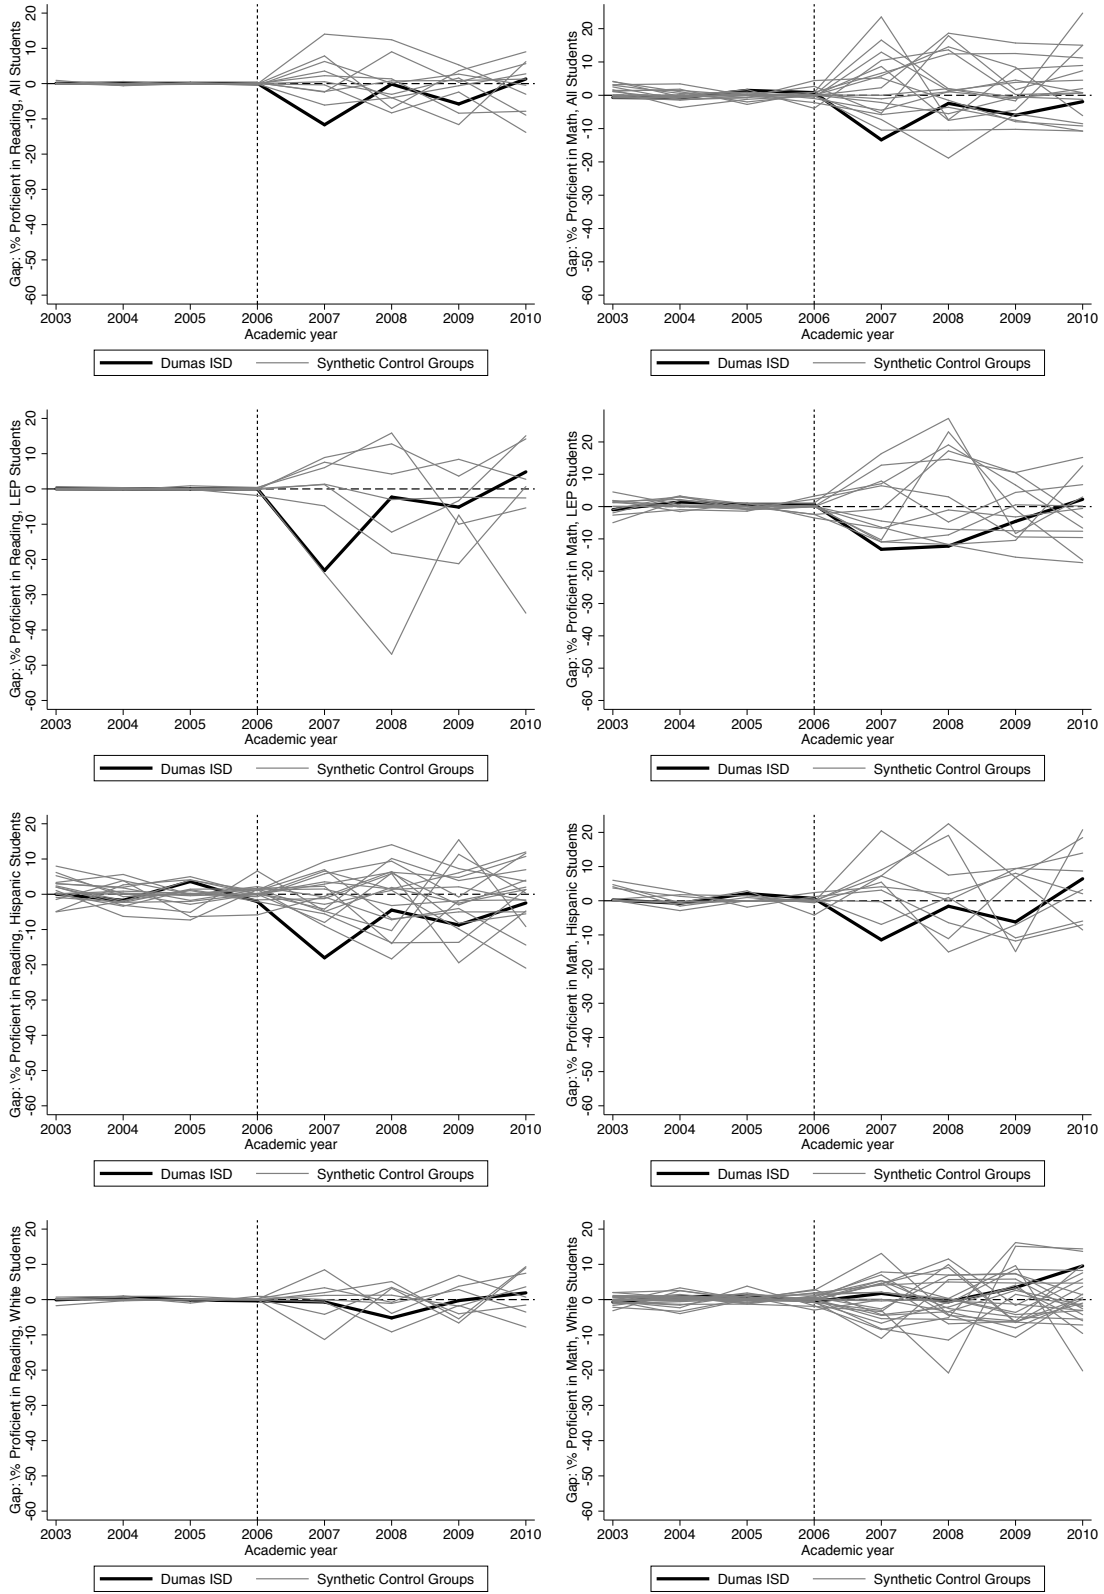 Gap: \% Proficient in Reading, All Students
20
10
0
-10
-20
-30
-40
-50
-60
2003 2004 2005 2006 2007 2008 2009 2010
Academic year
Dumas ISD Synthetic Control Groups
Gap: \% Proficient in Math, All Students
20
10
0
-10
-20
-30
-40
-50
-60
2003 2004 2005 2006 2007 2008 2009 2010
Academic year
Dumas ISD Synthetic Control Groups
Gap: \% Proficient in Reading, LEP Students
20
10
0
-10
-20
-30
-40
-50
-60
2003 2004 2005 2006 2007 2008 2009 2010
Academic year
Dumas ISD Synthetic Control Groups
Gap: \% Proficient in Math, LEP Students
20
10
0
-10
-20
-30
-40
-50
-60
2003 2004 2005 2006 2007 2008 2009 2010
Academic year
Dumas ISD Synthetic Control Groups
Gap: \% Proficient in Reading, Hispanic Students
20
10
0
-10
-20
-30
-40
-50
-60
2003 2004 2005 2006 2007 2008 2009 2010
Academic year
Dumas ISD Synthetic Control Groups
Gap: \% Proficient in Math, Hispanic Students
20
10
0
-10
-20
-30
-40
-50
-60
2003 2004 2005 2006 2007 2008 2009 2010
Academic year
Dumas ISD Synthetic Control Groups
Gap: \% Proficient in Reading, White Students
20
10
0
-10
-20
-30
-40
-50
-60
2003 2004 2005 2006 2007 2008 2009 2010
Academic year
Dumas ISD Synthetic Control Groups
Gap: \% Proficient in Math, White Students
20
10
0
-10
-20
-30
-40
-50
-60
2003 2004 2005 2006 2007 2008 2009 2010
Academic year
Dumas ISD Synthetic Control Groups